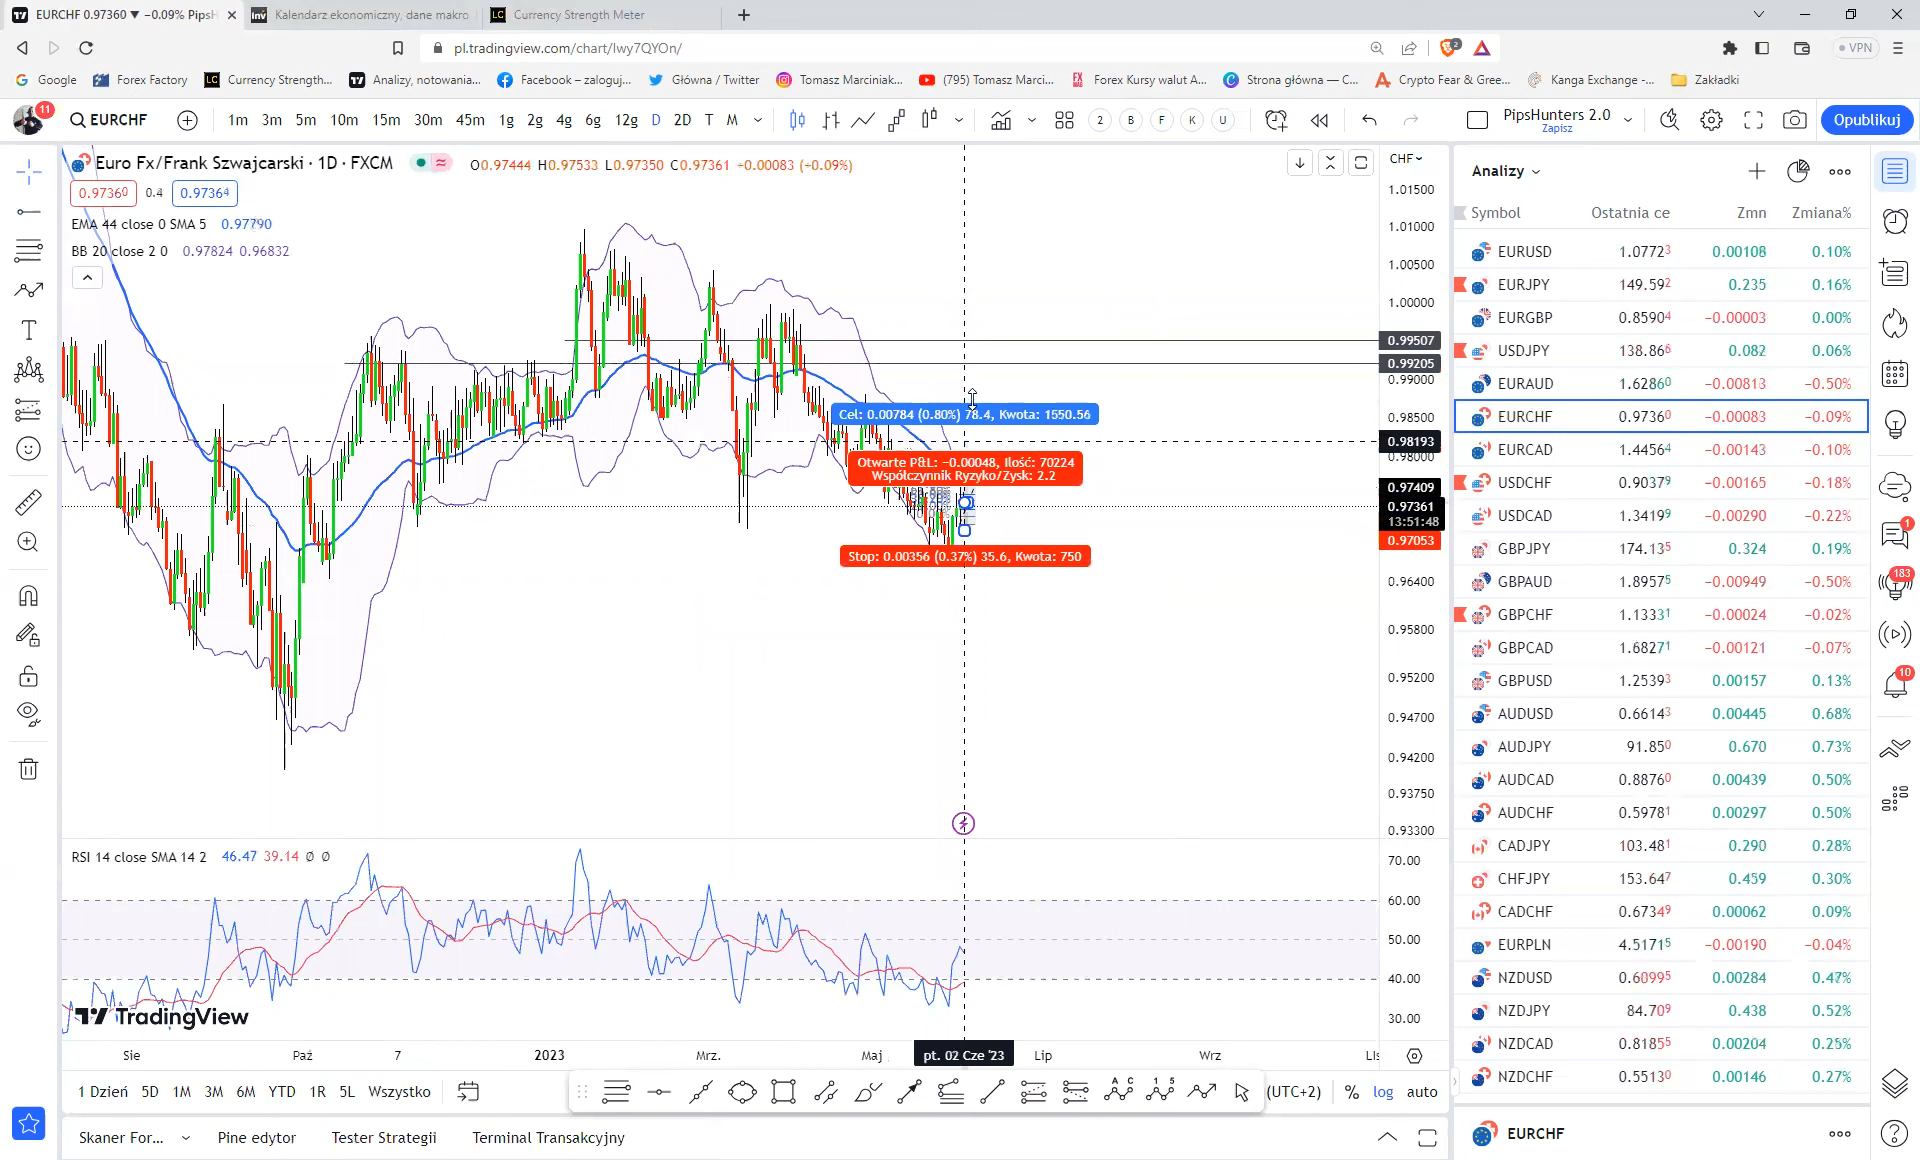 EURCHF 0.97360 ▼ −0.09% PipsH
Kalendarz ekonomiczny, dane makro
Currency Strength Meter
pl.tradingview.com/chart/Iwy7QYOn/
VPN
Google
Forex Factory
Currency Strength...
Analizy, notowania...
Facebook – zaloguj...
Główna / Twitter
Tomasz Marciniak...
(795) Tomasz Marci...
Forex Kursy walut A...
Strona główna — C...
Crypto Fear & Gree...
Kanga Exchange -...
Zakładki
11
EURCHF
1m 3m 5m 10m 15m 30m 45m 1g 2g 4g 6g 12g D 2D T M
2 B F K U
PipsHunters 2.0
Zapisz
Opublikuj
Euro Fx/Frank Szwajcarski · 1D · FXCM
O0.97444 H0.97533 L0.97350 C0.97361 +0.00083 (+0.09%)
0.97360 0.4 0.97364
EMA 44 close 0 SMA 5 0.97790
BB 20 close 2 0 0.97824 0.96832
CHF
1.01500
1.01000
1.00500
1.00000
0.99507
0.99205
0.99000
0.98500
0.98193
0.98000
0.97409
0.97361
13:51:48
0.97053
0.96400
0.95800
0.95200
0.94700
0.94200
0.93750
0.93300
Cel: 0.00784 (0.80%) 78.4, Kwota: 1550.56
Otwarte P&L: −0.00048, Ilość: 70224
Współczynnik Ryzyko/Zysk: 2.2
Stop: 0.00356 (0.37%) 35.6, Kwota: 750
RSI 14 close SMA 14 2 46.47 39.14 Ø Ø
70.00
60.00
50.00
40.00
30.00
TradingView
Sie Paź 7 2023 Mrz. Maj pt. 02 Cze '23 Lip Wrz Lis
1 Dzień 5D 1M 3M 6M YTD 1R 5L Wszystko
(UTC+2) % log auto
Skaner For... Pine edytor Tester Strategii Terminal Transakcyjny
Analizy
Symbol Ostatnia ce Zmn Zmiana%
EURUSD 1.07723 0.00108 0.10%
EURJPY 149.592 0.235 0.16%
EURGBP 0.85904 −0.00003 0.00%
USDJPY 138.866 0.082 0.06%
EURAUD 1.62860 −0.00813 −0.50%
EURCHF 0.97360 −0.00083 −0.09%
EURCAD 1.44564 −0.00143 −0.10%
USDCHF 0.90379 −0.00165 −0.18%
USDCAD 1.34199 −0.00290 −0.22%
GBPJPY 174.135 0.324 0.19%
GBPAUD 1.89575 −0.00949 −0.50%
GBPCHF 1.13331 −0.00024 −0.02%
GBPCAD 1.68271 −0.00121 −0.07%
GBPUSD 1.25393 0.00157 0.13%
AUDUSD 0.66143 0.00445 0.68%
AUDJPY 91.850 0.670 0.73%
AUDCAD 0.88760 0.00439 0.50%
AUDCHF 0.59781 0.00297 0.50%
CADJPY 103.481 0.290 0.28%
CHFJPY 153.647 0.459 0.30%
CADCHF 0.67349 0.00062 0.09%
EURPLN 4.51715 −0.00190 −0.04%
NZDUSD 0.60995 0.00284 0.47%
NZDJPY 84.709 0.438 0.52%
NZDCAD 0.81855 0.00204 0.25%
NZDCHF 0.55130 0.00146 0.27%
EURCHF
1
183
10